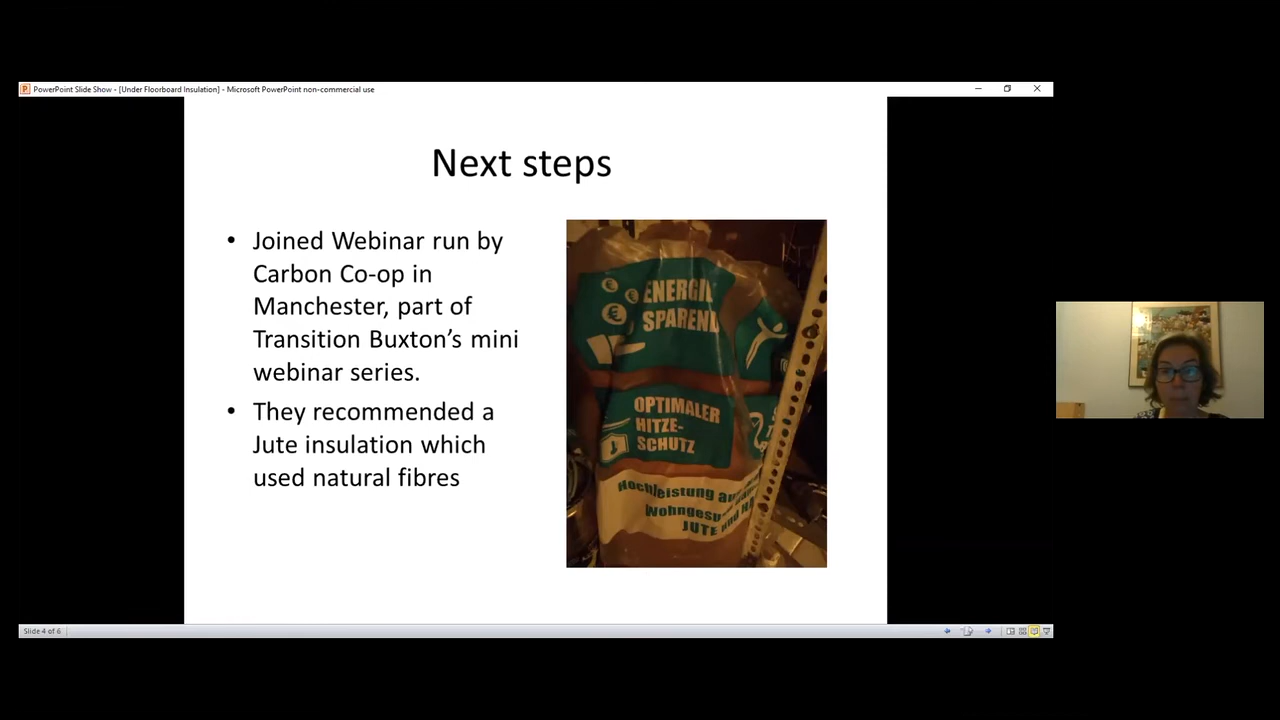 PowerPoint Slide Show - [Under Floorboard Insulation] - Microsoft PowerPoint non-commercial use
Next steps
• Joined Webinar run by
Carbon Co-op in
Manchester, part of
Transition Buxton's mini
webinar series.
• They recommended a
Jute insulation which
used natural fibres
ENERGIE
SPAREND
OPTIMALER
HITZE-
SCHUTZ
Hochleistung
JUTE und
Slide 4 of 6